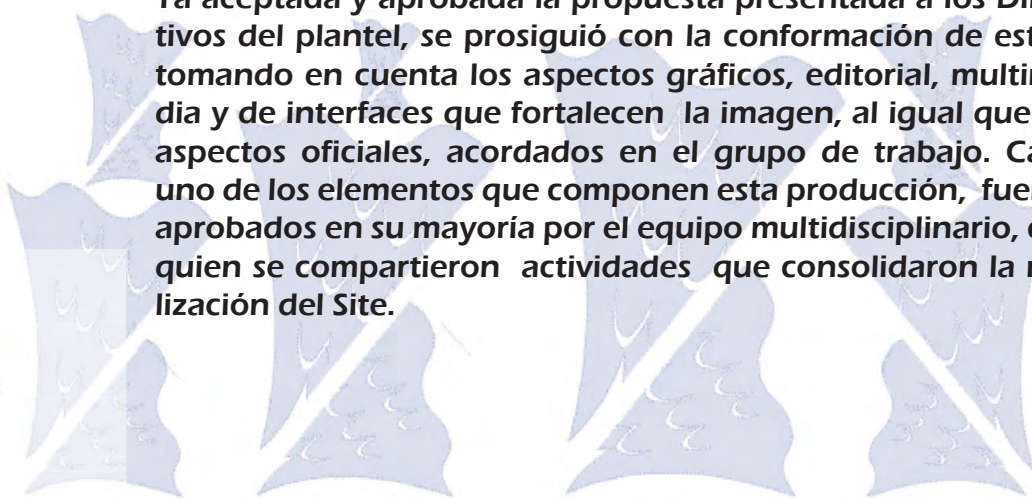 Ya aceptada y aprobada la propuesta presentada a los Di
tivos del plantel, se prosiguió con la conformación de est
tomando en cuenta los aspectos gráficos, editorial, multi
dia y de interfaces que fortalecen la imagen, al igual que
aspectos oficiales, acordados en el grupo de trabajo. Ca
uno de los elementos que componen esta producción, fue
aprobados en su mayoría por el equipo multidisciplinario,
quien se compartieron actividades que consolidaron la
lización del Site.